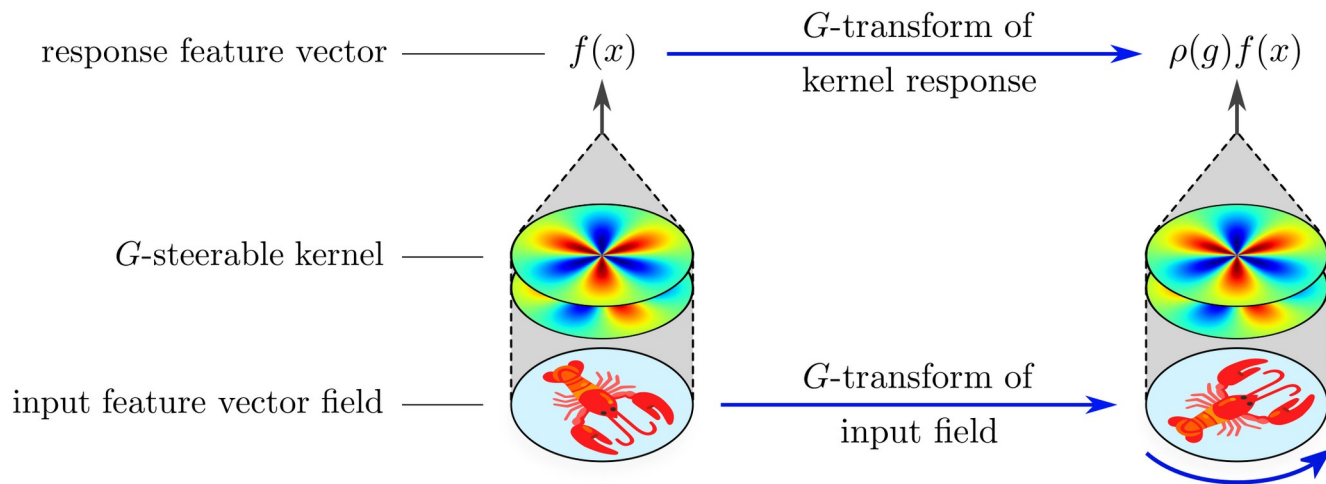 response feature vector
f(x)
G-transform of
kernel response
ρ(g)f(x)
G-steerable kernel
input feature vector field
G-transform of
input field